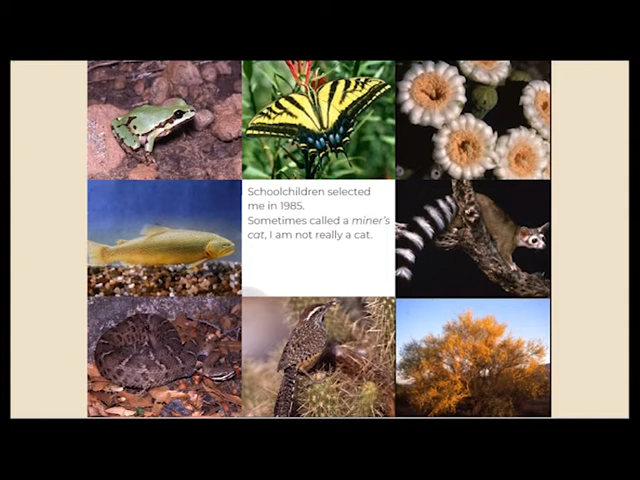 Schoolchildren selected
me in 1985.
Sometimes called a miner's
cat, I am not really a cat.